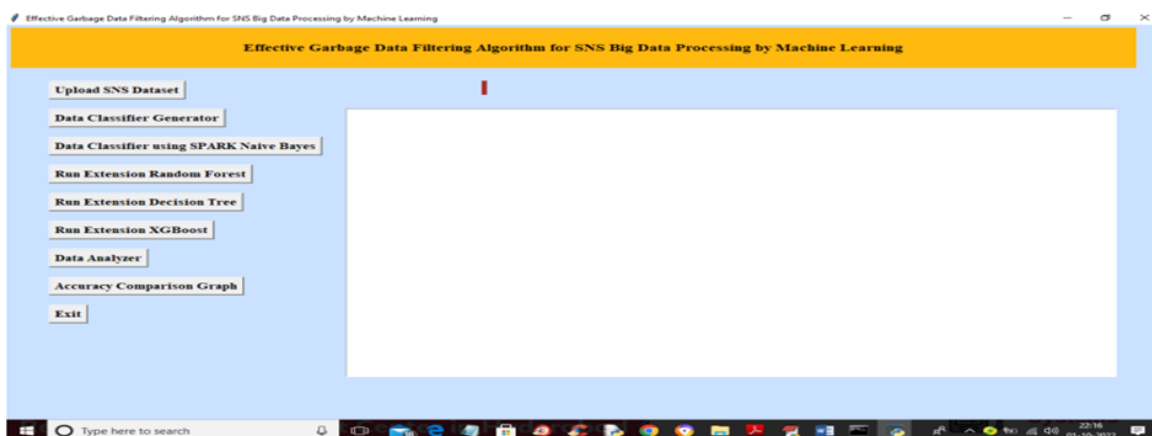 Effective Garbage Data Filtering Algorithm for SNS Big Data Processing by Machine Learning
Effective Garbage Data Filtering Algorithm for SNS Big Data Processing by Machine Learning
Upload SNS Dataset
Data Classifier Generator
Data Classifier using SPARK Naive Bayes
Run Extension Random Forest
Run Extension Decision Tree
Run Extension XGBoost
Data Analyzer
Accuracy Comparison Graph
Exit
Type here to search
22:16